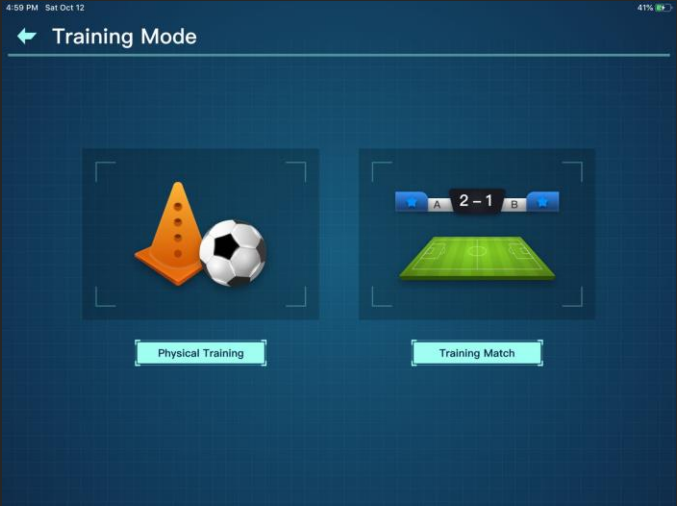 4:59 PM Sat Oct 12
41%
Training Mode
A 2-1 B
Physical Training
Training Match